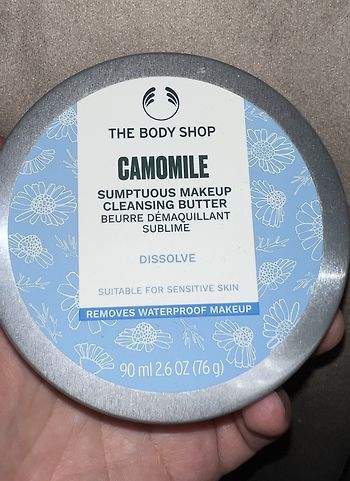 THE BODY SHOP
CAMOMILE
SUMPTUOUS MAKEUP
CLEANSING BUTTER
BEURRE DÉMAQUILLANT
SUBLIME
DISSOLVE
SUITABLE FOR SENSITIVE SKIN
REMOVES WATERPROOF MAKEUP
90 ml 2.6 OZ (76 g)